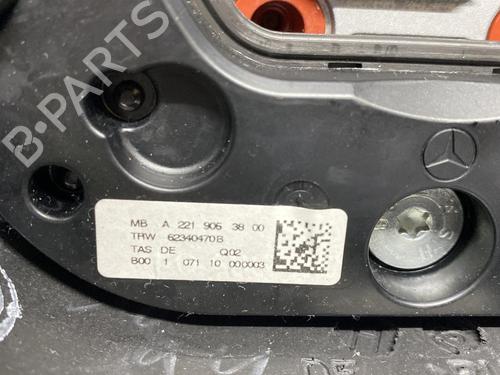 B-PARTS
MB A 221 905 38 00
TRW 62340470B
TAS DE Q02
B00 1 071 10 000003